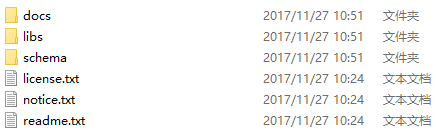 docs 2017/11/27 10:51 文件夹
libs 2017/11/27 10:51 文件夹
schema 2017/11/27 10:51 文件夹
license.txt 2017/11/27 10:24 文本文档
notice.txt 2017/11/27 10:24 文本文档
readme.txt 2017/11/27 10:24 文本文档